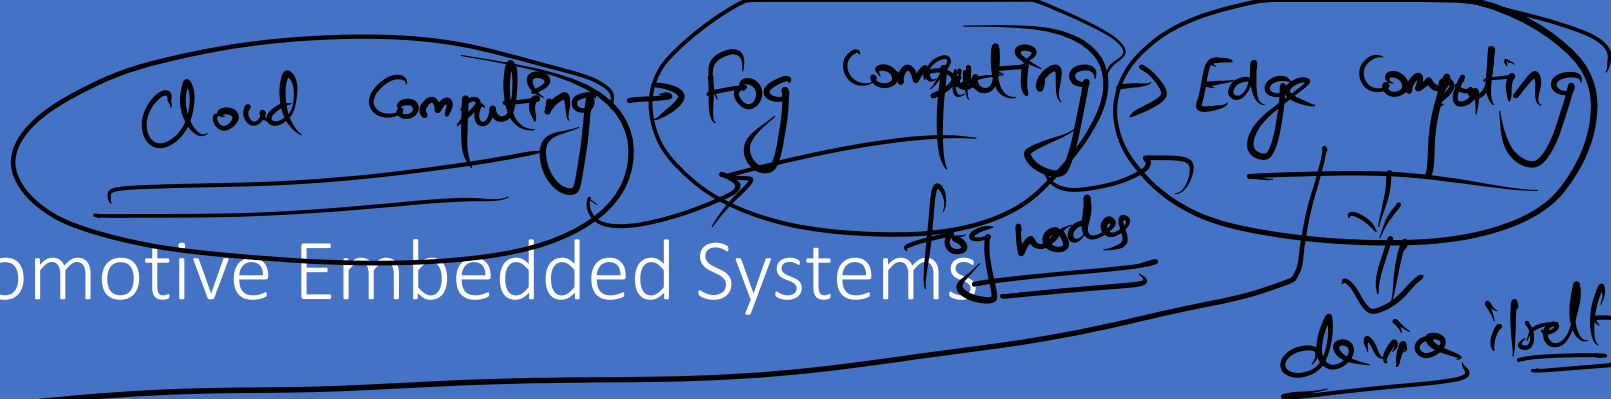 Cloud Computing → Fog Computing → Edge Computing
fog nodes
omotive Embedded Systems
device itself